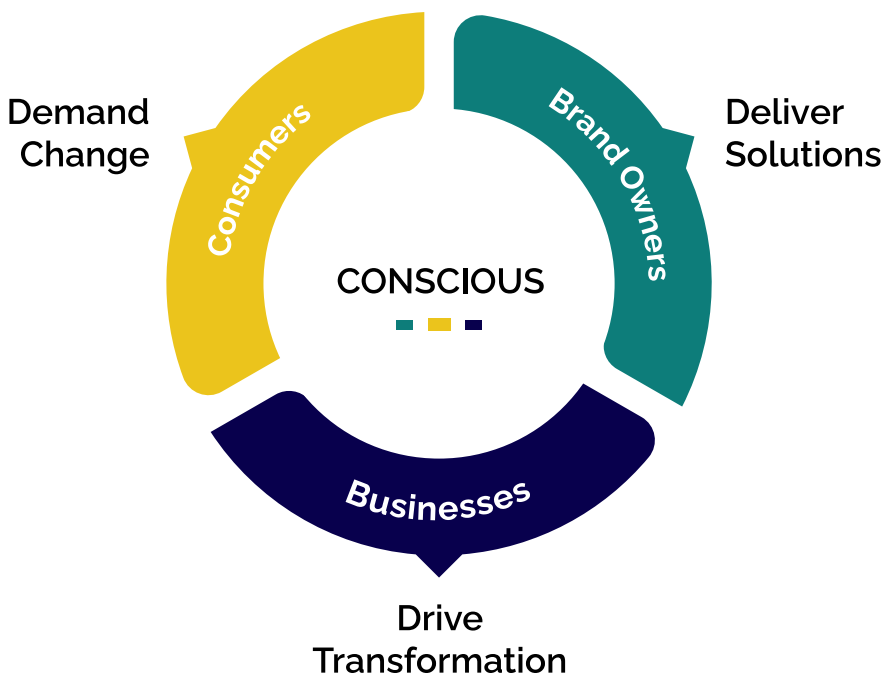 Demand
Change
Consumers
Brand Owners
Deliver
Solutions
CONSCIOUS
Businesses
Drive
Transformation